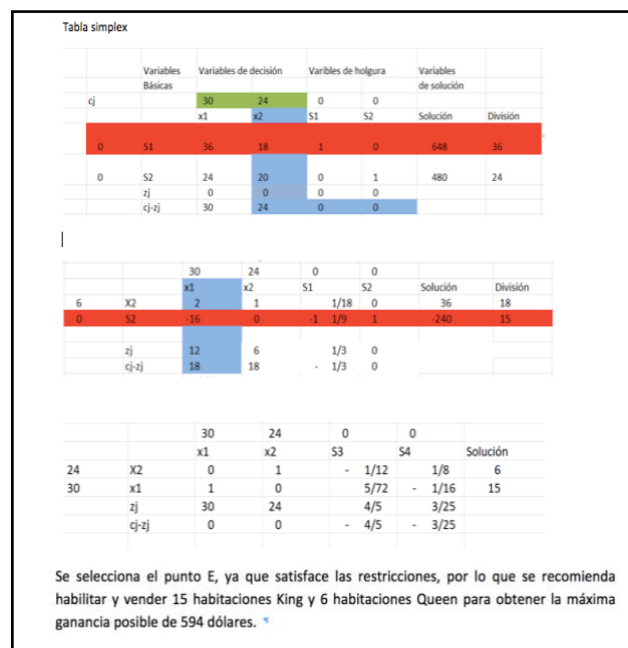 Tabla simplex
Variables Básicas Variables de decisión Varibles de holgura Variables de solución
cj 30 24 0 0
x1 x2 S1 S2 Solución División
0 S1 36 18 1 0 648 36
0 S2 24 20 0 1 480 24
zj 0 0 0 0
cj-zj 30 24 0 0
30 24 0 0
x1 x2 S1 S2 Solución División
6 X2 2 1 1/18 0 36 18
0 S2 -16 0 -1 1/9 1 -240 15
zj 12 6 1/3 0
cj-zj 18 18 - 1/3 0
30 24 0 0
x1 x2 S3 S4 Solución
24 X2 0 1 - 1/12 1/8 6
30 x1 1 0 5/72 - 1/16 15
zj 30 24 4/5 3/25
cj-zj 0 0 - 4/5 - 3/25
Se selecciona el punto E, ya que satisface las restricciones, por lo que se recomienda
habilitar y vender 15 habitaciones King y 6 habitaciones Queen para obtener la máxima
ganancia posible de 594 dólares. ¶